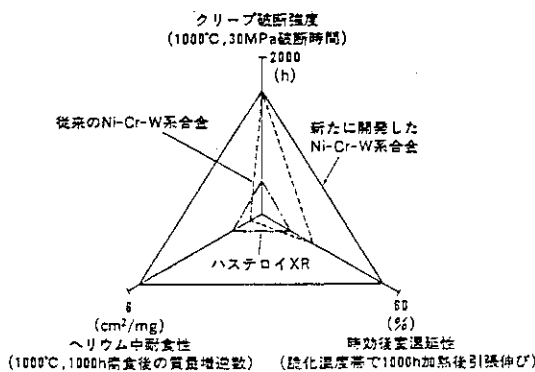 クリープ破断強度
(1000℃,30MPa破断時間)
2000
(h)
従来のNi-Cr-W系合金
新たに開発した
Ni-Cr-W系合金
ハステロイXR
6
(cm²/mg)
ヘリウム中耐食性
(1000℃,1000h腐食後の質量増逆数)
60
(%)
時効後室温延性
(脆化温度帯で1000h加熱後引張伸び)